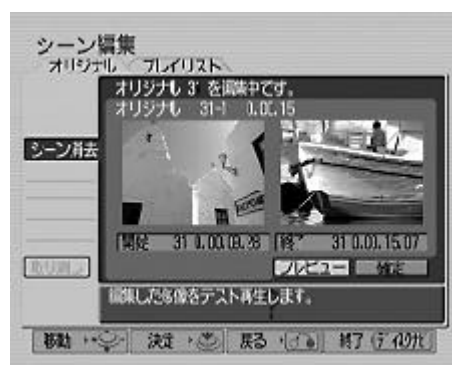 シーン編集
オリジナル プレイリスト
オリジナル 3 を編集中です。
オリジナル 31-1 0.00.15
シーン消去
開始 31 0.00.09.28 終了 31 0.00.15.07
取り消し プレビュー 確定
編集した映像をテスト再生します。
移動 決定 戻る 終了